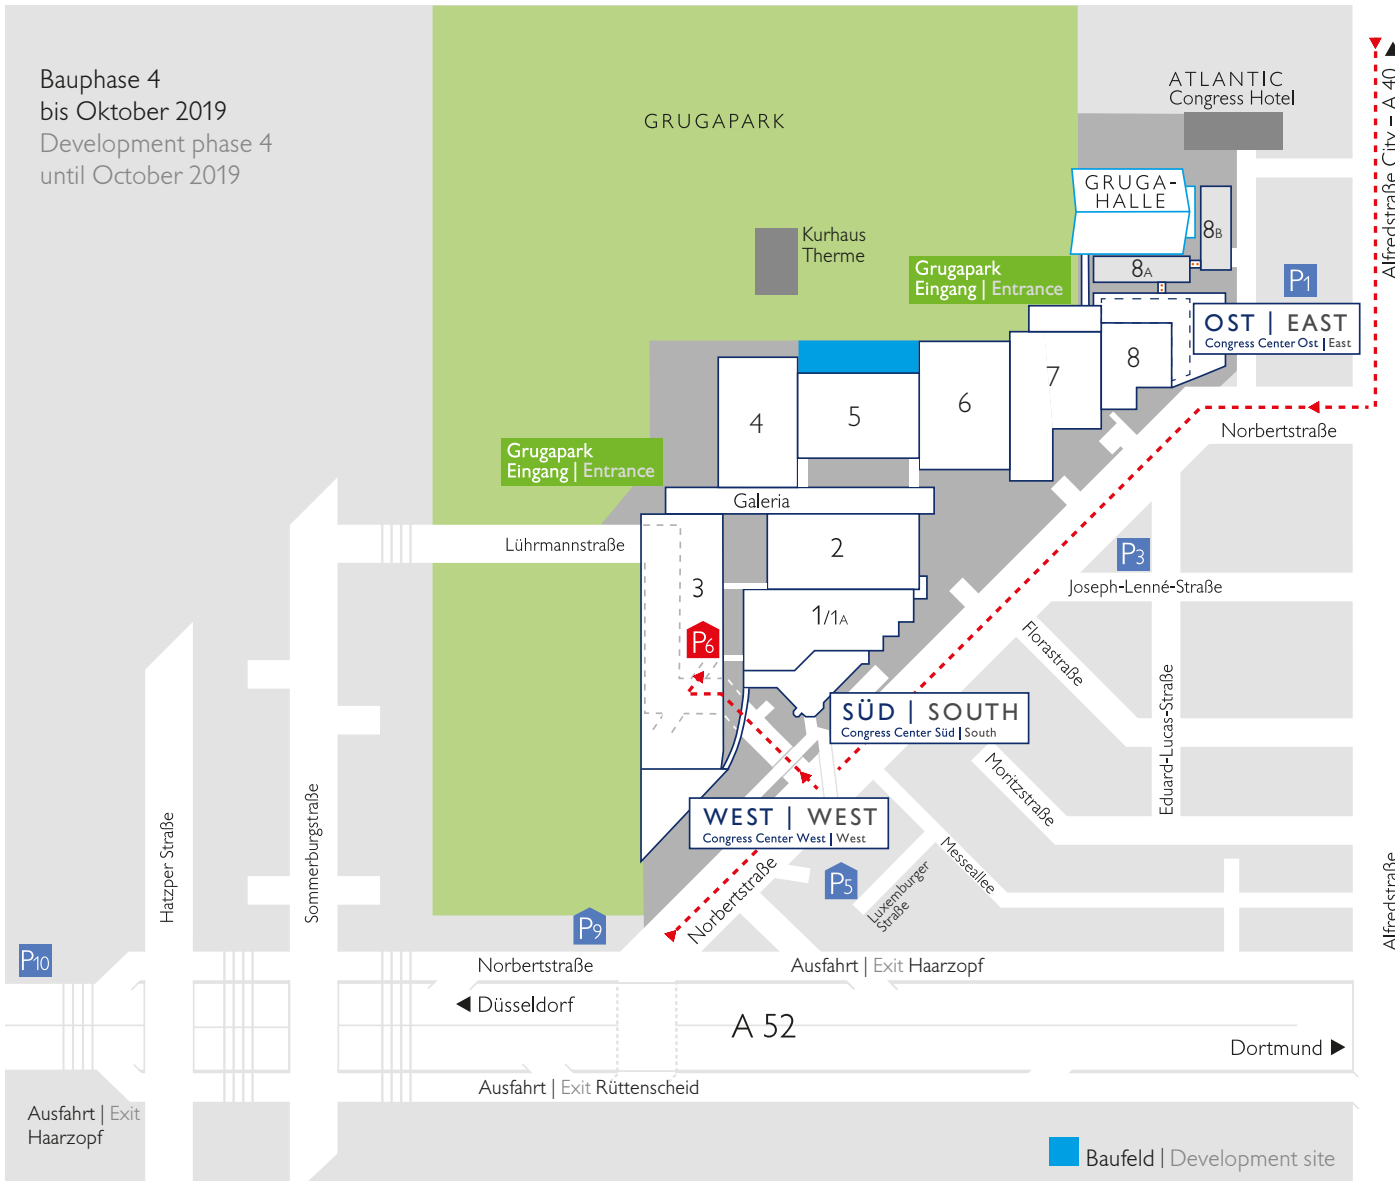 Bauphase 4
bis Oktober 2019
Development phase 4
until October 2019
GRUGAPARK
ATLANTIC
Congress Hotel
Alfredstraße City – A 40
GRUGA-
HALLE
8B
8A
Kurhaus
Therme
Grugapark
Eingang | Entrance
P1
OST | EAST
Congress Center Ost | East
4
5
6
7
8
Norbertstraße
Grugapark
Eingang | Entrance
Galeria
Lührmannstraße
2
3
1/1A
P3
Joseph-Lenné-Straße
P6
Florastraße
SÜD | SOUTH
Congress Center Süd | South
Eduard-Lucas-Straße
Moritzstraße
WEST | WEST
Congress Center West | West
Hatzper Straße
Sommerburgstraße
Messeallee
Luxemburger
Straße
P5
Norbertstraße
Alfredstraße
P9
P10
Norbertstraße
Ausfahrt | Exit Haarzopf
Düsseldorf
A 52
Dortmund
Ausfahrt | Exit Rüttenscheid
Ausfahrt | Exit
Haarzopf
Baufeld | Development site